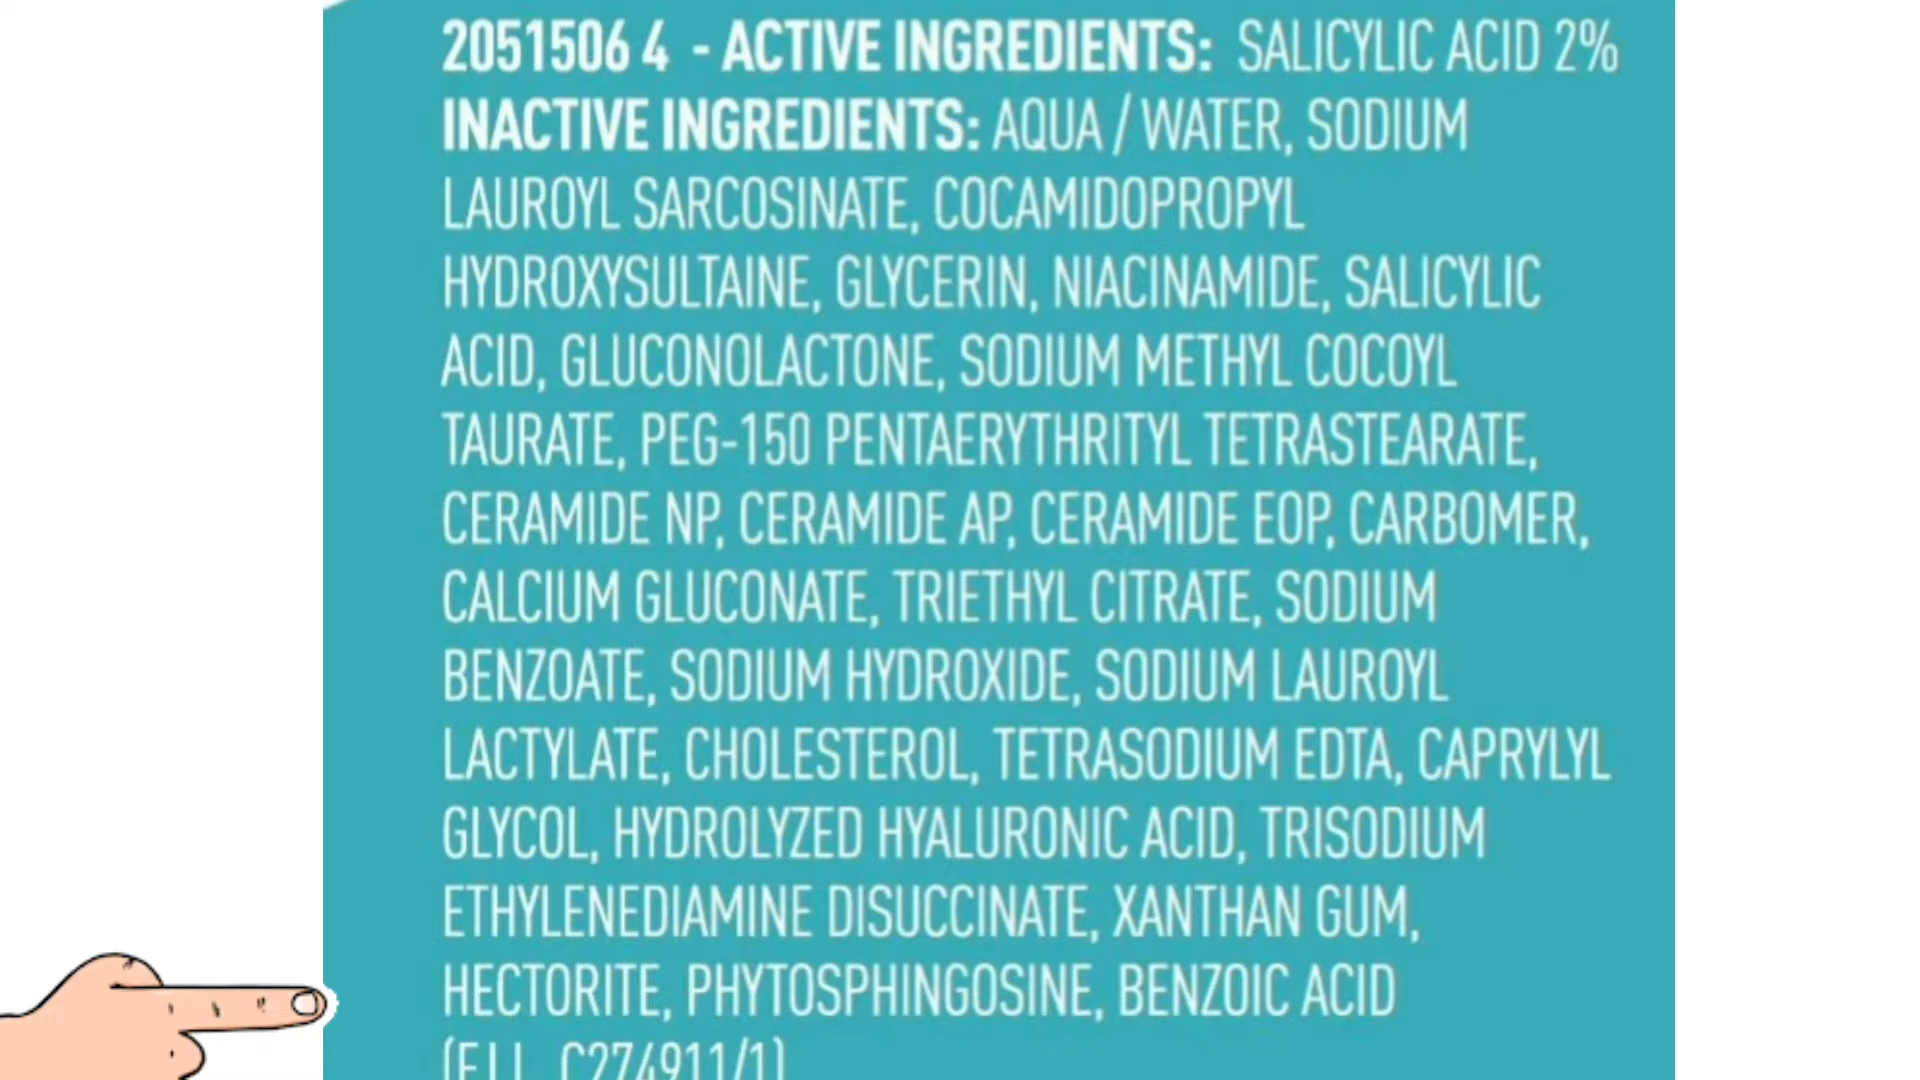 2051506 4 - ACTIVE INGREDIENTS: SALICYLIC ACID 2%
INACTIVE INGREDIENTS: AQUA / WATER, SODIUM
LAUROYL SARCOSINATE, COCAMIDOPROPYL
HYDROXYSULTAINE, GLYCERIN, NIACINAMIDE, SALICYLIC
ACID, GLUCONOLACTONE, SODIUM METHYL COCOYL
TAURATE, PEG-150 PENTAERYTHRITYL TETRASTEARATE,
CERAMIDE NP, CERAMIDE AP, CERAMIDE EOP, CARBOMER,
CALCIUM GLUCONATE, TRIETHYL CITRATE, SODIUM
BENZOATE, SODIUM HYDROXIDE, SODIUM LAUROYL
LACTYLATE, CHOLESTEROL, TETRASODIUM EDTA, CAPRYLYL
GLYCOL, HYDROLYZED HYALURONIC ACID, TRISODIUM
ETHYLENEDIAMINE DISUCCINATE, XANTHAN GUM,
HECTORITE, PHYTOSPHINGOSINE, BENZOIC ACID
(F.I.L. C274911/1)